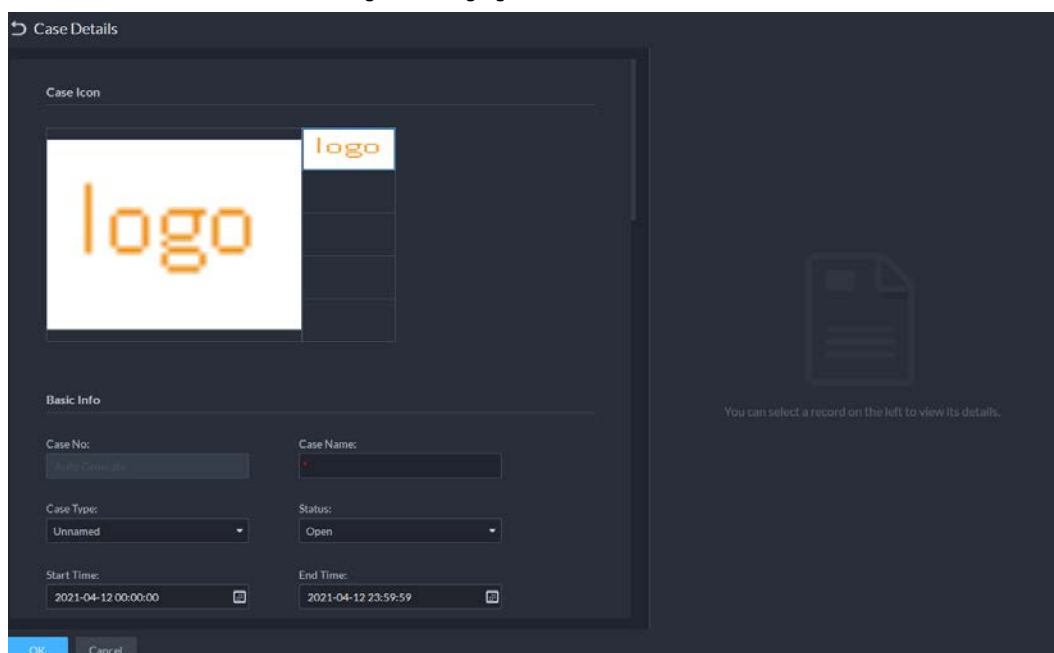 Case Details
Case Icon
logo
logo
Basic Info
Case No:
Case Name:
Auto Generate
*
Case Type:
Status:
Unnamed
Open
Start Time:
End Time:
2021-04-12 00:00:00
2021-04-12 23:59:59
OK
Cancel
You can select a record on the left to view its details.